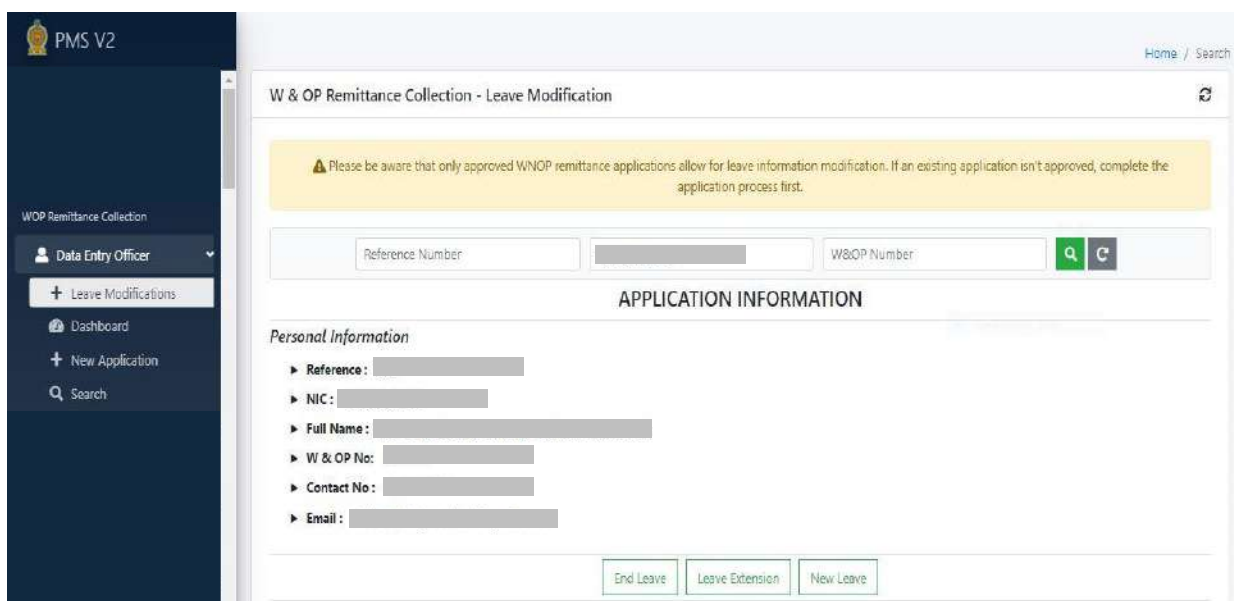 PMS V2
Home / Search
W & OP Remittance Collection - Leave Modification
Please be aware that only approved WNOP remittance applications allow for leave information modification. If an existing application isn't approved, complete the
application process first.
WOP Remittance Collection
Data Entry Officer
Leave Modifications
Dashboard
New Application
Search
Reference Number
W&OP Number
APPLICATION INFORMATION
Personal Information
Reference :
NIC :
Full Name :
W & OP No:
Contact No :
Email :
End Leave
Leave Extension
New Leave